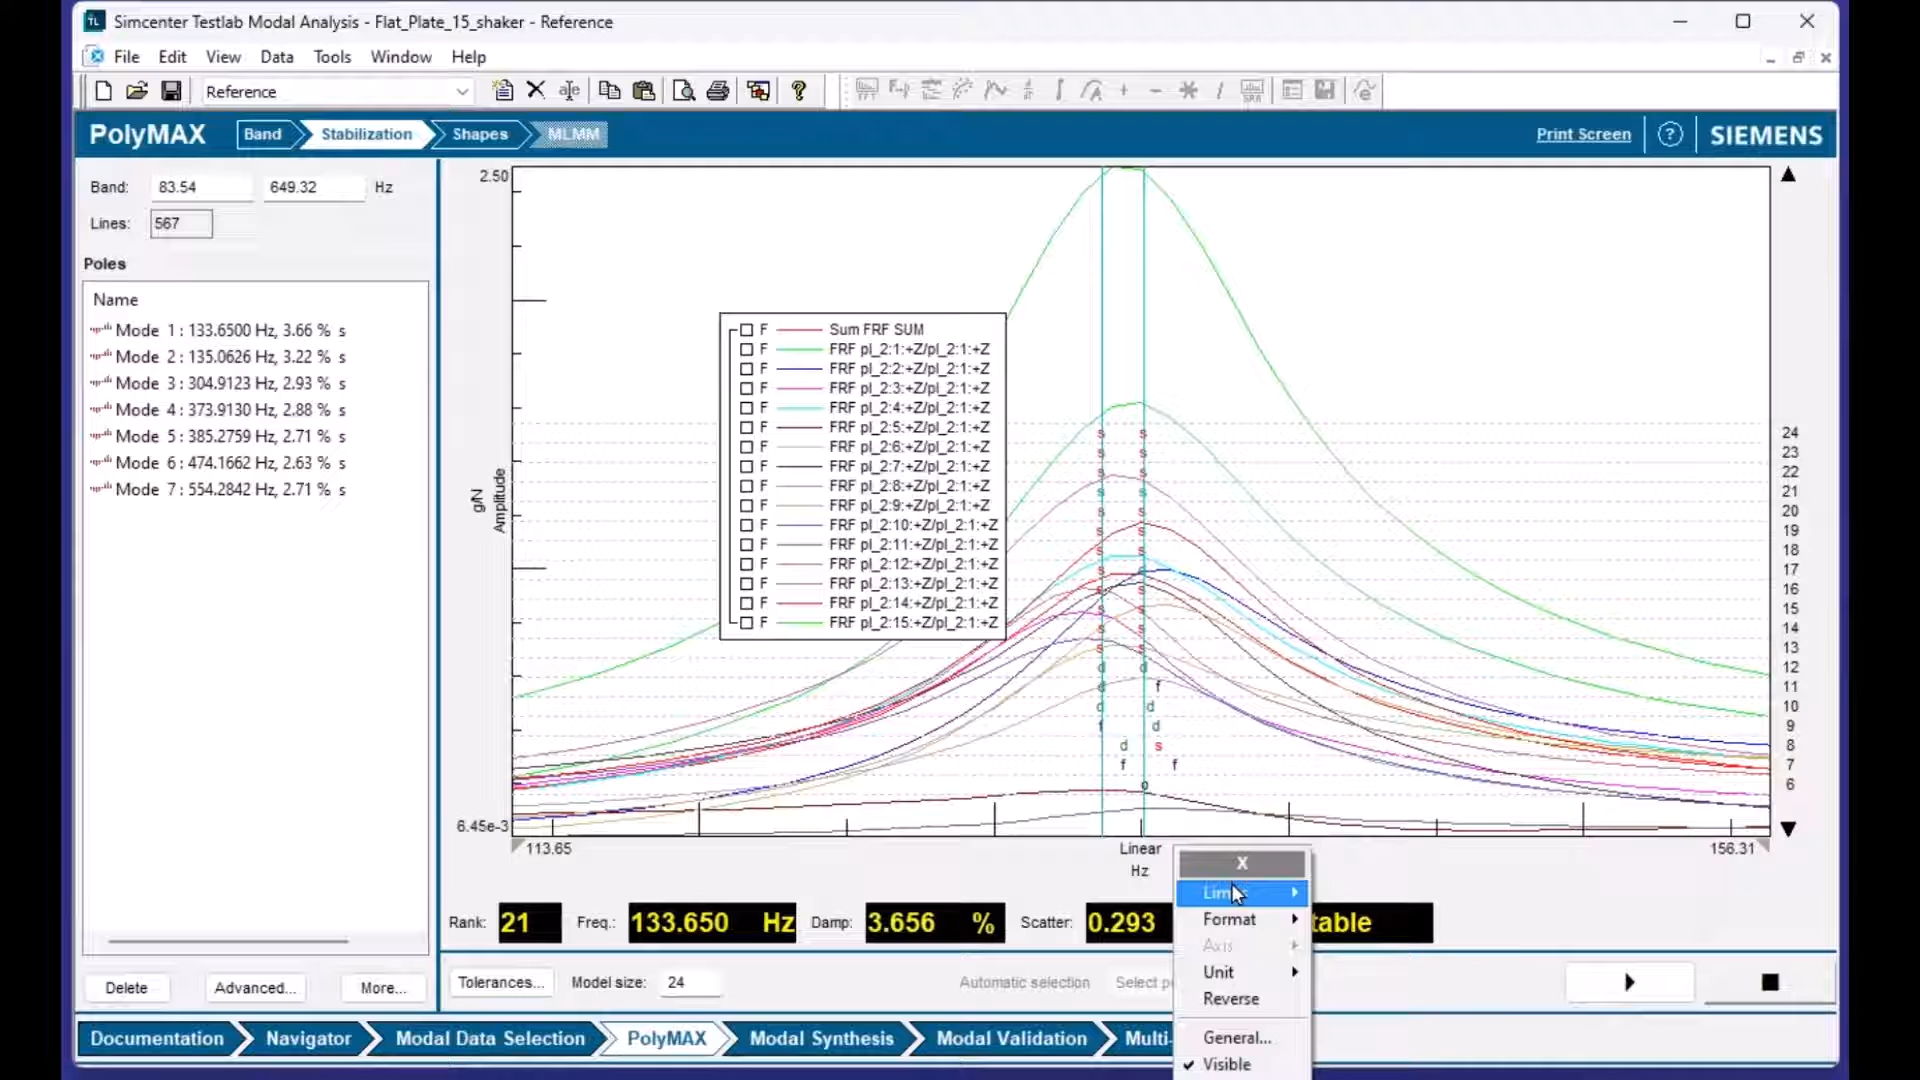 Simcenter Testlab Modal Analysis - Flat_Plate_15_shaker - Reference
File Edit View Data Tools Window Help
Reference
PolyMAX Band Stabilization Shapes MLMM Print Screen SIEMENS
Band: 83.54 649.32 Hz
Lines: 567
Poles
Name
Mode 1 : 133.6500 Hz, 3.66 % s
Mode 2 : 135.0626 Hz, 3.22 % s
Mode 3 : 304.9123 Hz, 2.93 % s
Mode 4 : 373.9130 Hz, 2.88 % s
Mode 5 : 385.2759 Hz, 2.71 % s
Mode 6 : 474.1662 Hz, 2.63 % s
Mode 7 : 554.2842 Hz, 2.71 % s
Delete Advanced... More...
2.50
g/N
Amplitude
6.45e-3
F Sum FRF SUM
F FRF pl_2:1:+Z/pl_2:1:+Z
F FRF pl_2:2:+Z/pl_2:1:+Z
F FRF pl_2:3:+Z/pl_2:1:+Z
F FRF pl_2:4:+Z/pl_2:1:+Z
F FRF pl_2:5:+Z/pl_2:1:+Z
F FRF pl_2:6:+Z/pl_2:1:+Z
F FRF pl_2:7:+Z/pl_2:1:+Z
F FRF pl_2:8:+Z/pl_2:1:+Z
F FRF pl_2:9:+Z/pl_2:1:+Z
F FRF pl_2:10:+Z/pl_2:1:+Z
F FRF pl_2:11:+Z/pl_2:1:+Z
F FRF pl_2:12:+Z/pl_2:1:+Z
F FRF pl_2:13:+Z/pl_2:1:+Z
F FRF pl_2:14:+Z/pl_2:1:+Z
F FRF pl_2:15:+Z/pl_2:1:+Z
s s 24
s s 23
s s 22
s s 21
s s 20
s s 19
s s 18
s s 17
s s 16
s s 15
s s 14
s s 13
d d 12
d f 11
d d 10
f d 9
d s 8
f f 7
o 6
113.65 Linear 156.31
Hz
Rank: 21 Freq.: 133.650 Hz Damp: 3.656 % Scatter: 0.293 table
X
Format
Axis
Unit
Reverse
General...
Visible
Tolerances... Model size: 24 Automatic selection Select p
Documentation Navigator Modal Data Selection PolyMAX Modal Synthesis Modal Validation Multi-